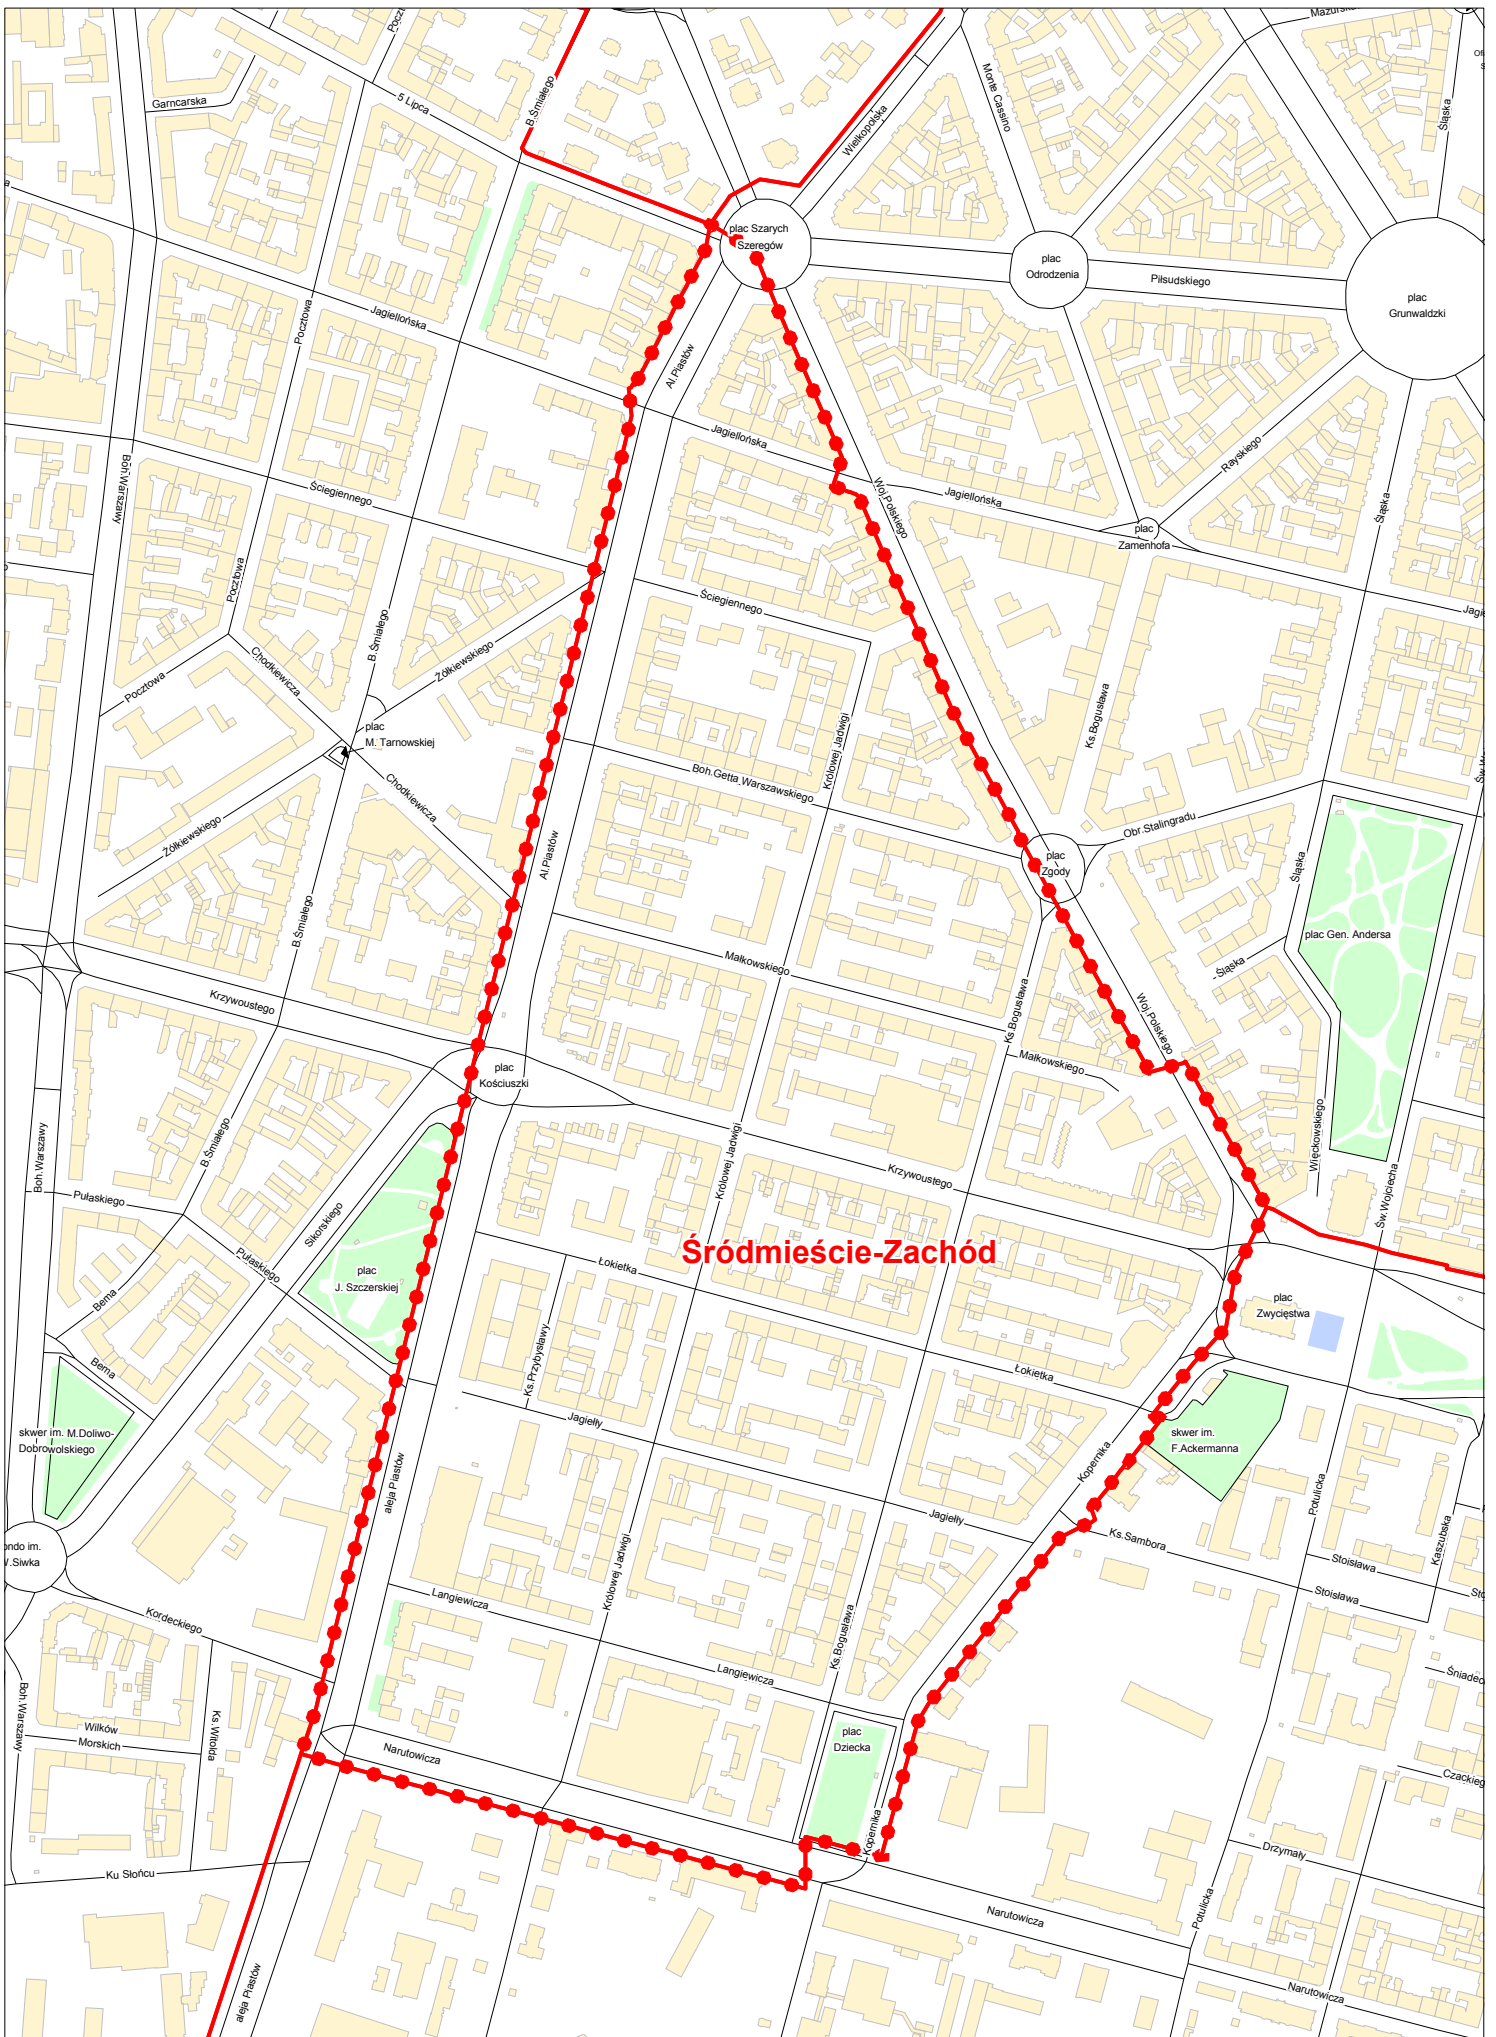 Mazurska
Garncarska
5 Lipca
B.Śmiałego
Wielkopolska
Monte Cassino
Śląska
plac Szarych
Szeregów
plac
Odrodzenia
Piłsudskiego
plac
Grunwaldzki
Jagiellońska
Pocztowa
Al.Piastów
Jagiellońska
Rayskiego
Boh.Warszawy
Ściegiennego
Woj.Polskiego
Jagiellońska
Śląska
plac
Zamenhofa
Pocztowa
Ściegiennego
B.Śmiałego
Chodkiewicza
Żółkiewskiego
Pocztowa
Ks.Bogusława
plac
M. Tarnowskiej
Królowej Jadwigi
Boh.Getta Warszawskiego
Chodkiewicza
Żółkiewskiego
Al.Piastów
Obr.Stalingradu
plac
Zgody
Śląska
B.Śmiałego
plac Gen. Andersa
Małkowskiego
Śląska
Krzywoustego
Ks.Bogusława
Woj.Polskiego
Małkowskiego
plac
Kościuszki
Boh.Warszawy
B.Śmiałego
Więckowskiego
Królowej Jadwigi
Krzywoustego
Pułaskiego
Św.Wojciecha
Sikorskiego
Pułaskiego
Śródmieście-Zachód
Łokietka
plac
J. Szczerskiej
Bema
plac
Zwycięstwa
Ks.Przybysławy
Bema
Łokietka
Jagiełły
skwer im. M.Doliwo-
Dobrowolskiego
skwer im.
F.Ackermanna
Kopernika
aleja Piastów
Potulicka
Jagiełły
Ks.Sambora
Kaszubska
Stoisława
Królowej Jadwigi
Langiewicza
Stoisława
Kordeckiego
Ks.Bogusława
Langiewicza
Boh.Warszawy
Ks.Witolda
Wilków
Morskich
Narutowicza
plac
Dziecka
Kopernika
Drzymały
Ku Słońcu
Potulicka
Narutowicza
aleja Piastów
Narutowicza